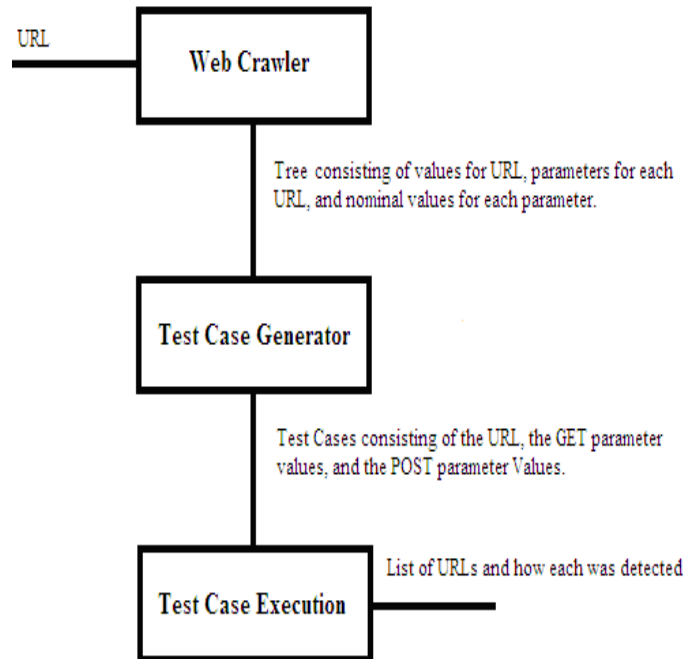 URL
Web Crawler
Tree consisting of values for URL, parameters for each
URL, and nominal values for each parameter.
Test Case Generator
Test Cases consisting of the URL, the GET parameter
values, and the POST parameter Values.
List of URLs and how each was detected
Test Case Execution